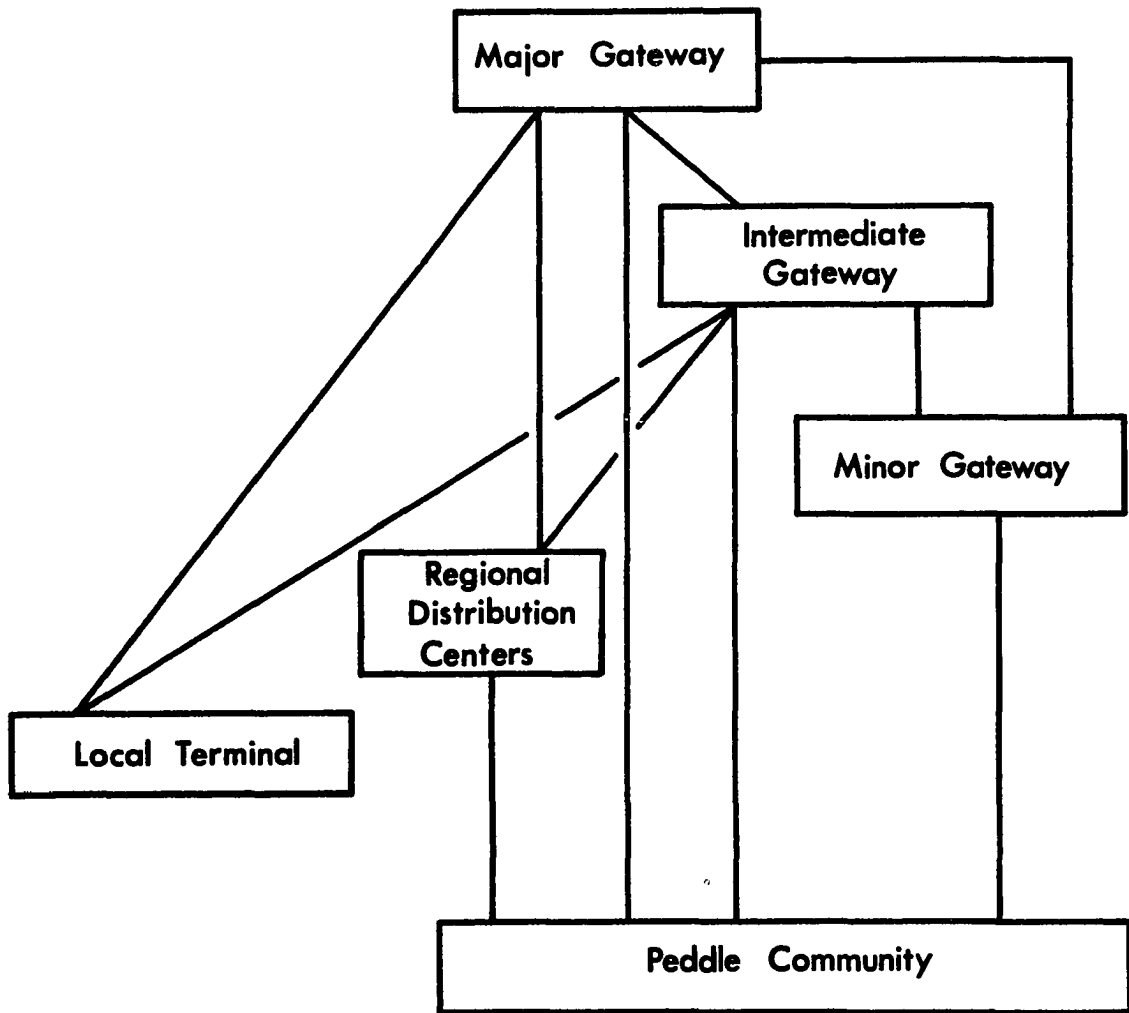 Major Gateway
Intermediate
Gateway
Minor Gateway
Regional
Distribution
Centers
Local Terminal
Peddle Community